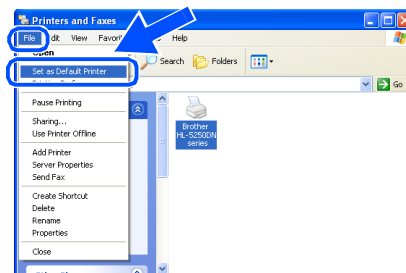 Printers and Faxes
File dit View Favori s Help
Open
Search Folders
Set as Default Printer
Go
Pause Printing
Sharing...
Use Printer Offline
Add Printer
Server Properties
Send Fax
Create Shortcut
Delete
Rename
Properties
Close
Brother
HL-5250DN
series